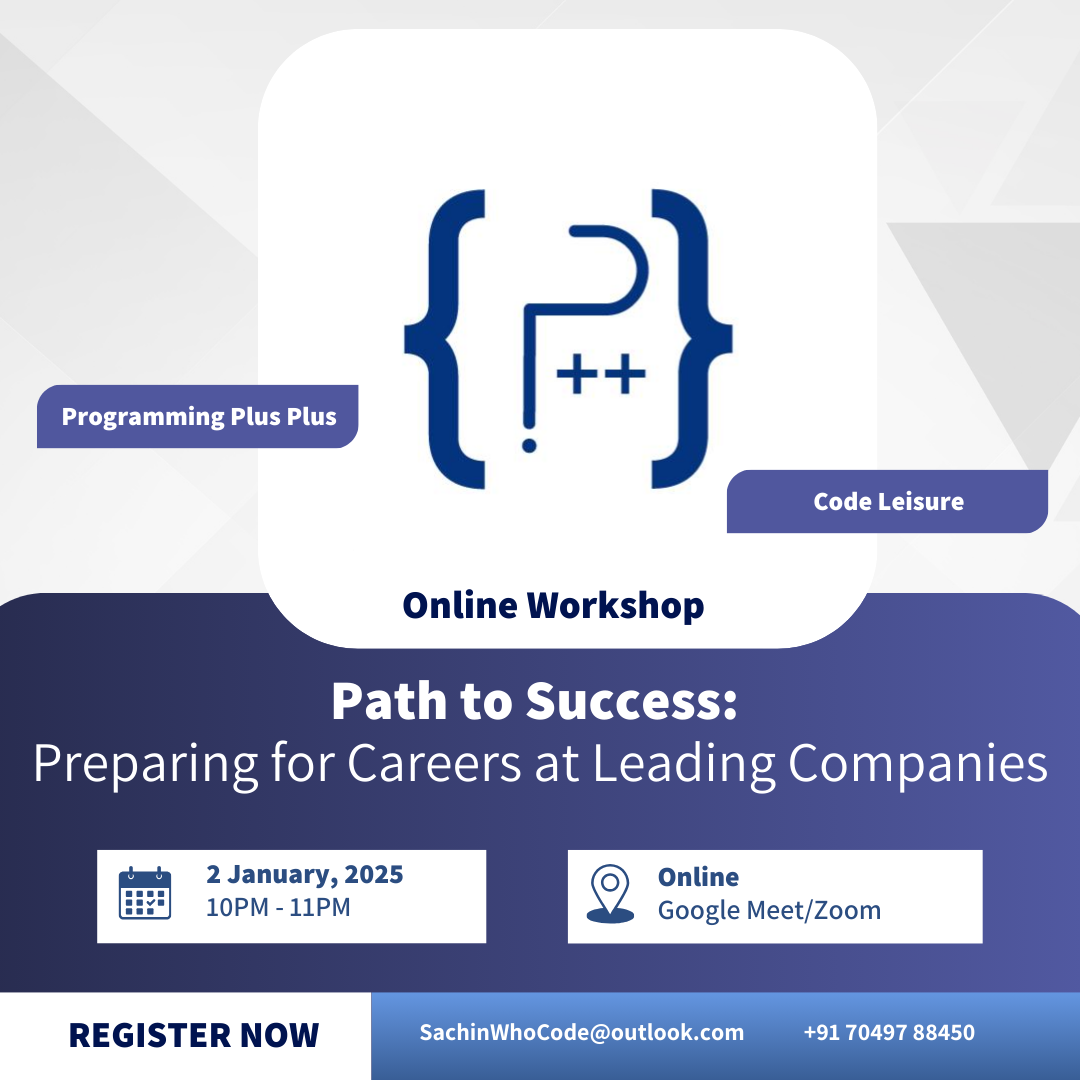 P++
Programming Plus Plus
Code Leisure
Online Workshop
Path to Success:
Preparing for Careers at Leading Companies
2 January, 2025
10PM - 11PM
Online
Google Meet/Zoom
REGISTER NOW
SachinWhoCode@outlook.com
+91 70497 88450